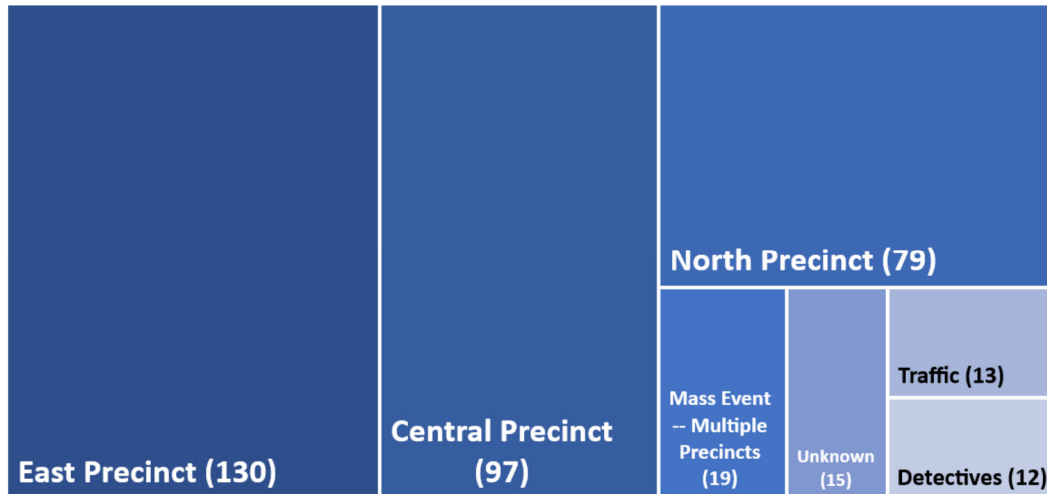 East Precinct (130)
Central Precinct
(97)
North Precinct (79)
Mass Event
-- Multiple
Precincts
(19)
Unknown
(15)
Traffic (13)
Detectives (12)